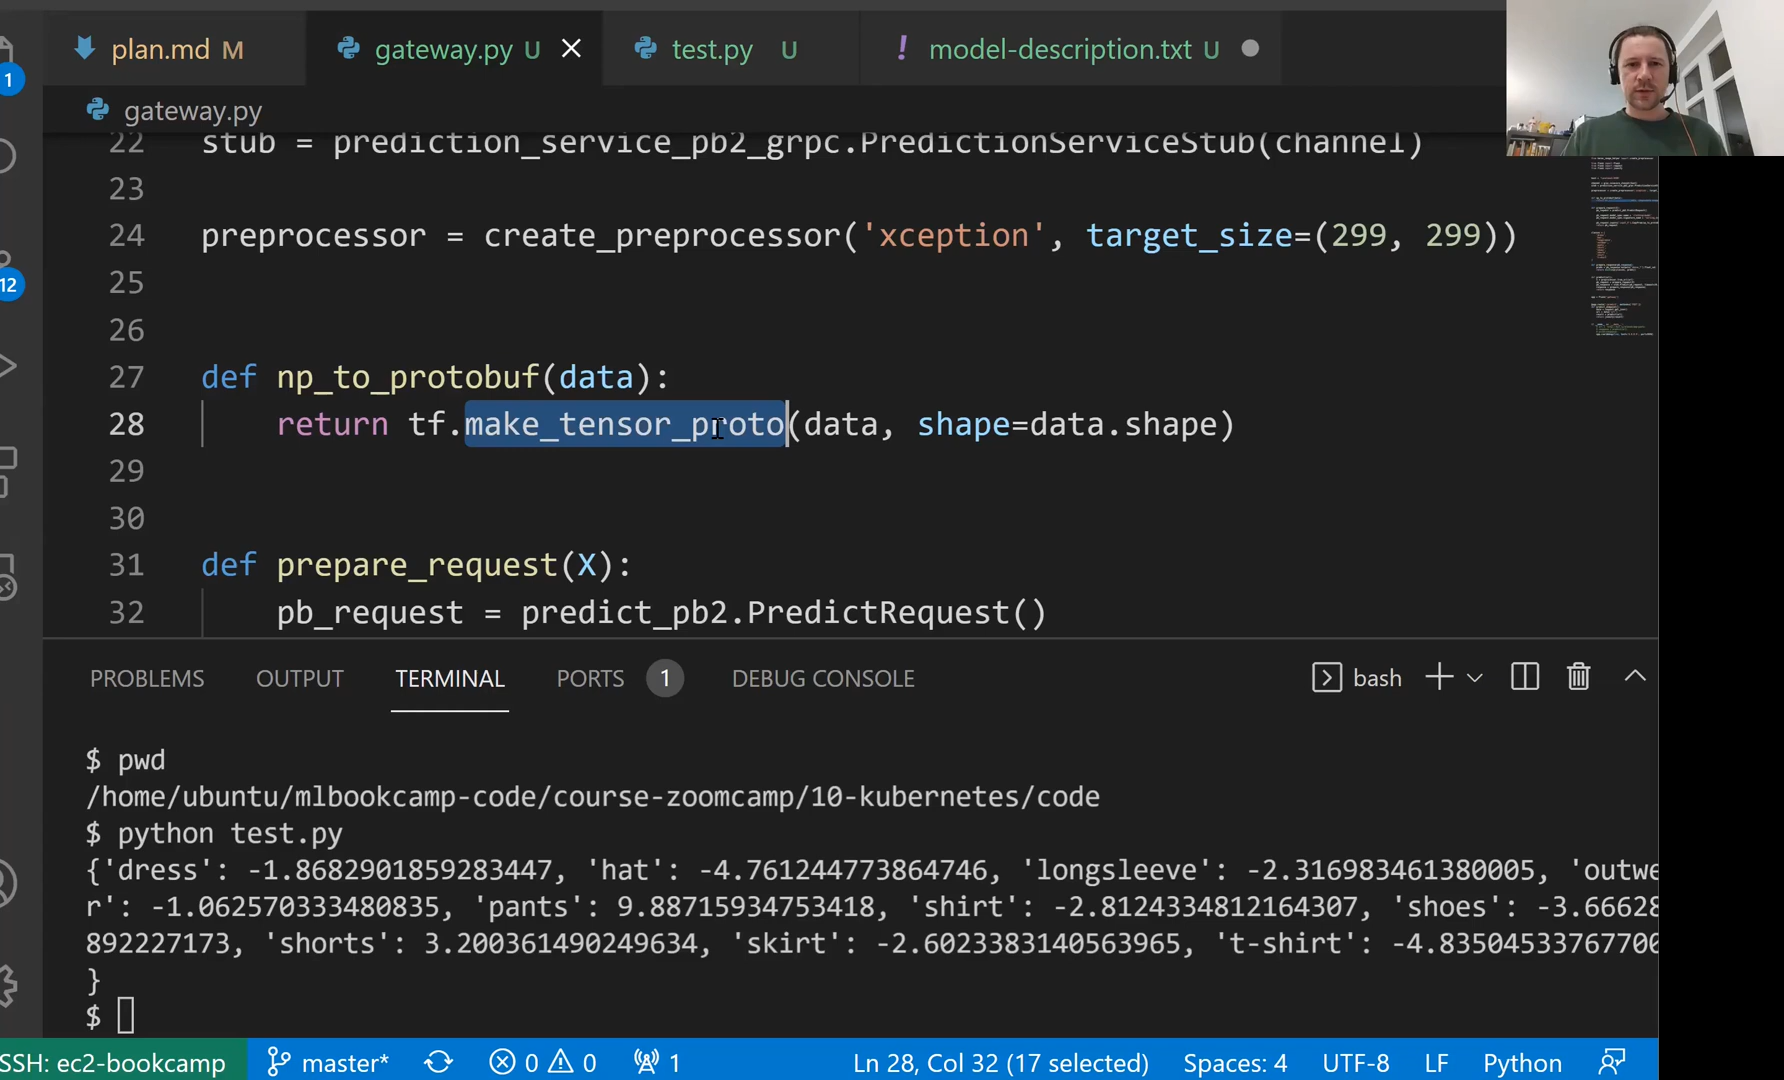 plan.md M
gateway.py U
test.py U
! model-description.txt U
1
gateway.py
22 stub = prediction_service_pb2_grpc.PredictionServiceStub(channel)
23
24 preprocessor = create_preprocessor('xception', target_size=(299, 299))
25
26
27 def np_to_protobuf(data):
28 return tf.make_tensor_proto(data, shape=data.shape)
29
30
31 def prepare_request(X):
32 pb_request = predict_pb2.PredictRequest()
12
PROBLEMS OUTPUT TERMINAL PORTS 1 DEBUG CONSOLE bash
$ pwd
/home/ubuntu/mlbookcamp-code/course-zoomcamp/10-kubernetes/code
$ python test.py
{'dress': -1.8682901859283447, 'hat': -4.761244773864746, 'longsleeve': -2.316983461380005, 'outwe
r': -1.062570333480835, 'pants': 9.88715934753418, 'shirt': -2.8124334812164307, 'shoes': -3.66628
892227173, 'shorts': 3.200361490249634, 'skirt': -2.6023383140563965, 't-shirt': -4.83504533767700
}
$
SSH: ec2-bookcamp master* 0 0 1 Ln 28, Col 32 (17 selected) Spaces: 4 UTF-8 LF Python